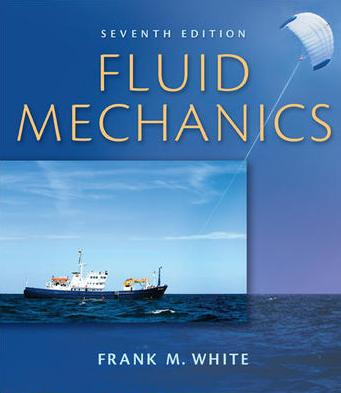 SEVENTH EDITION
FLUID
MECHANICS
FRANK M. WHITE